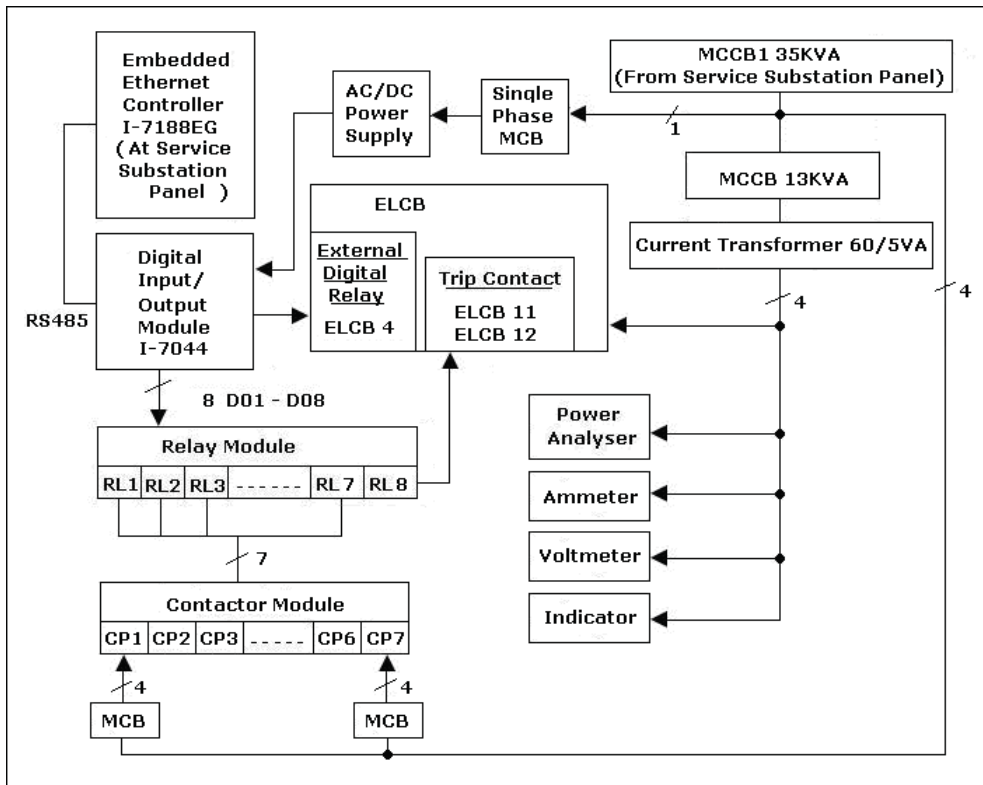 Embedded
Ethernet
Controller
I-7188EG
( At Service
Substation
Panel )
AC/DC
Power
Supply
Single
Phase
MCB
1
MCCB1 35KVA
(From Service Substation Panel)
MCCB 13KVA
Current Transformer 60/5VA
4
4
ELCB
External
Digital
Relay
ELCB 4
Trip Contact
ELCB 11
ELCB 12
RS485
Digital
Input/
Output
Module
I-7044
8 D01 - D08
Relay Module
RL1 RL2 RL3 ------ RL7 RL8
7
Contactor Module
CP1 CP2 CP3 ----- CP6 CP7
4
4
MCB
MCB
Power
Analyser
Ammeter
Voltmeter
Indicator